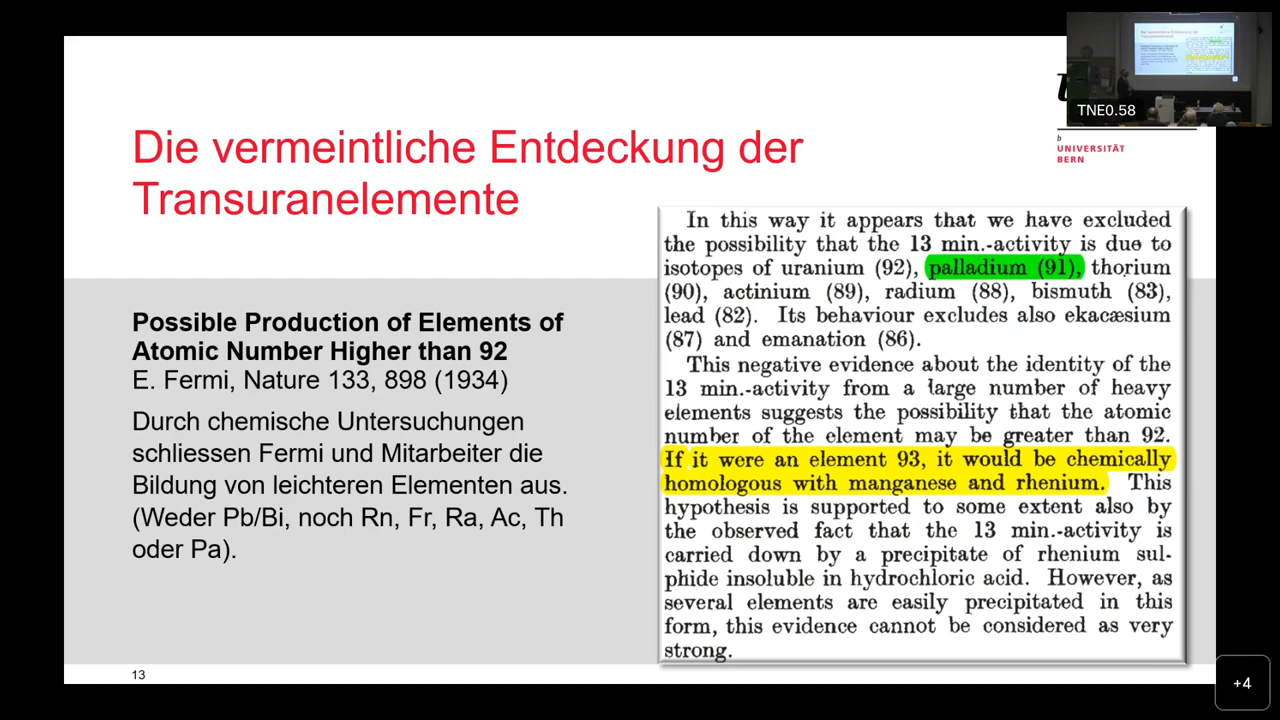 Die vermeintliche Entdeckung der
Transuranelemente
TNE0.58
b
UNIVERSITÄT
BERN
Possible Production of Elements of
Atomic Number Higher than 92
E. Fermi, Nature 133, 898 (1934)
Durch chemische Untersuchungen
schliessen Fermi und Mitarbeiter die
Bildung von leichteren Elementen aus.
(Weder Pb/Bi, noch Rn, Fr, Ra, Ac, Th
oder Pa).
In this way it appears that we have excluded
the possibility that the 13 min.-activity is due to
isotopes of uranium (92), palladium (91), thorium
(90), actinium (89), radium (88), bismuth (83),
lead (82). Its behaviour excludes also ekacæsium
(87) and emanation (86).
This negative evidence about the identity of the
13 min.-activity from a large number of heavy
elements suggests the possibility that the atomic
number of the element may be greater than 92.
If it were an element 93, it would be chemically
homologous with manganese and rhenium. This
hypothesis is supported to some extent also by
the observed fact that the 13 min.-activity is
carried down by a precipitate of rhenium sul-
phide insoluble in hydrochloric acid. However, as
several elements are easily precipitated in this
form, this evidence cannot be considered as very
strong.
13
+4